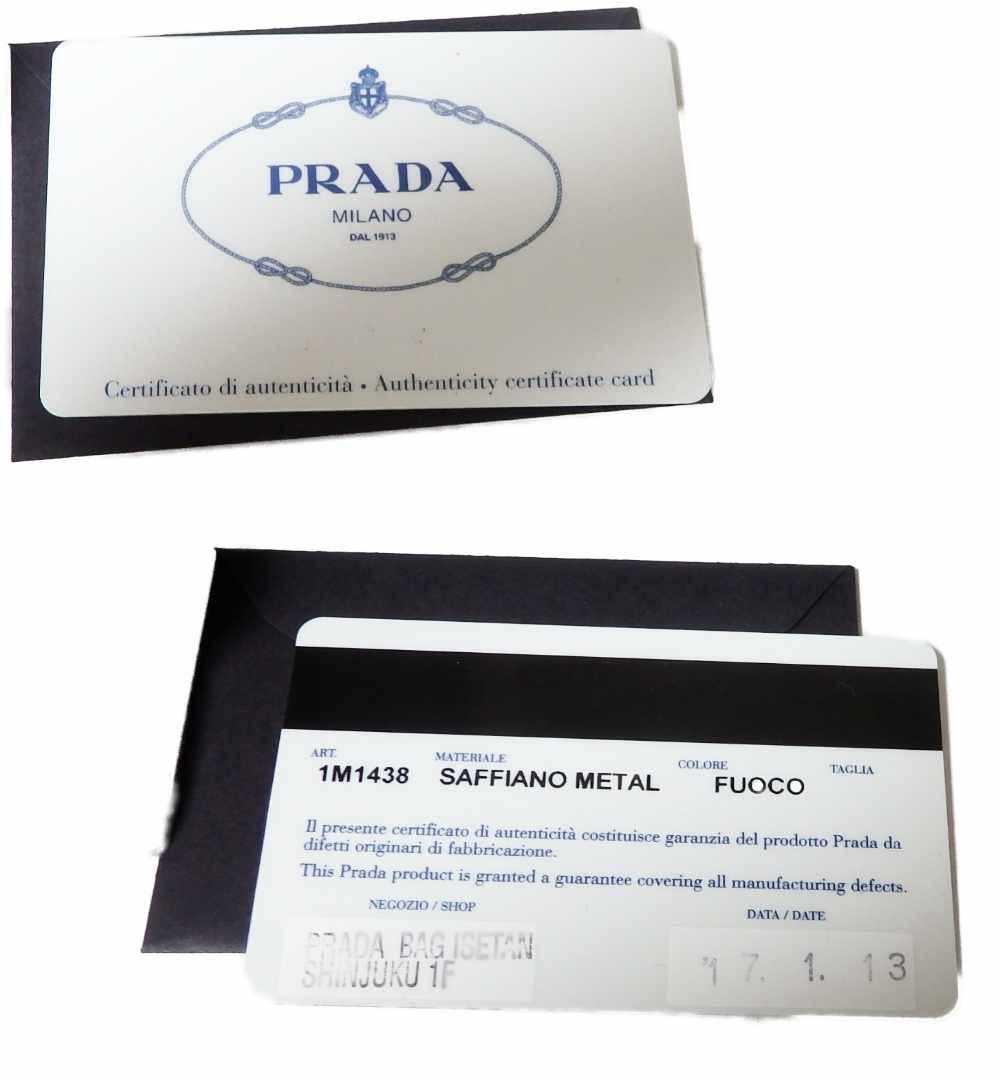 PRADA
MILANO
DAL 1913
Certificato di autenticità • Authenticity certificate card
ART. MATERIALE COLORE TAGLIA
1M1438 SAFFIANO METAL FUOCO
Il presente certificato di autenticità costituisce garanzia del prodotto Prada da
difetti originari di fabbricazione.
This Prada product is granted a guarantee covering all manufacturing defects.
NEGOZIO / SHOP DATA / DATE
PRADA BAG ISETAN
SHINJUKU 1F
'17. 1. 13